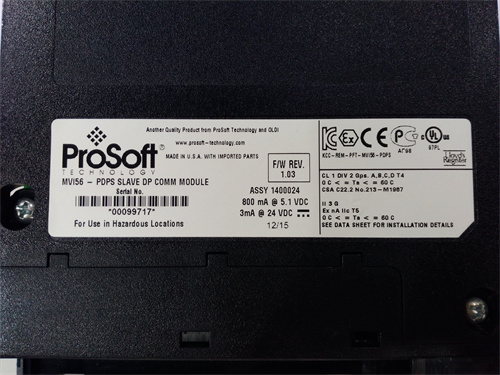 Another Quality Product from ProSoft Technology and OLDI
www.prosoft-technology.com
MADE IN U.S.A. WITH IMPORTED PARTS
ProSoft®
TECHNOLOGY
F/W REV.
1.03
MVI56 - PDPS SLAVE DP COMM MODULE
Serial No.
*00099717*
For Use in Hazardous Locations
ASSY 1400024
800 mA @ 5.1 VDC
3mA @ 24 VDC
12/15
Ex CE
KCC-REM-PFT-MVI56-PDPS
Lloyd's
Register
CL 1 DIV 2 Gps. A,B,C,D T4
0 C <= Ta <= 60 C
CSA C22.2 No.213-M1987
II 3 G
Ex nA IIc T5
0 C <= Ta <= 60 C
SEE DATA SHEET FOR INSTALLATION DETAILS